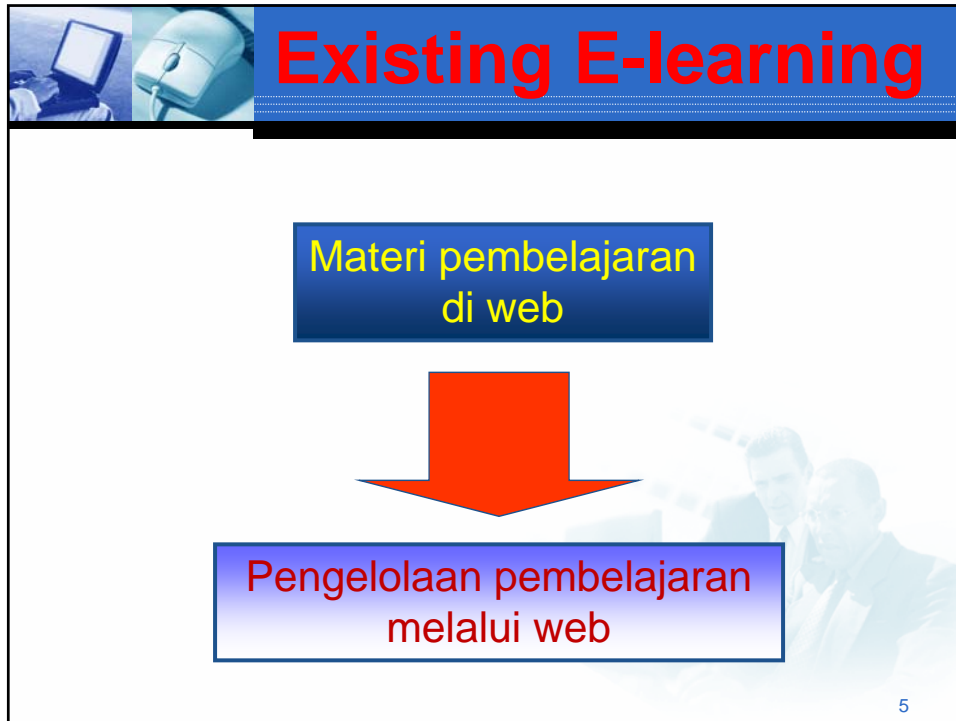 Existing E-learning
Materi pembelajaran
di web
Pengelolaan pembelajaran
melalui web
5